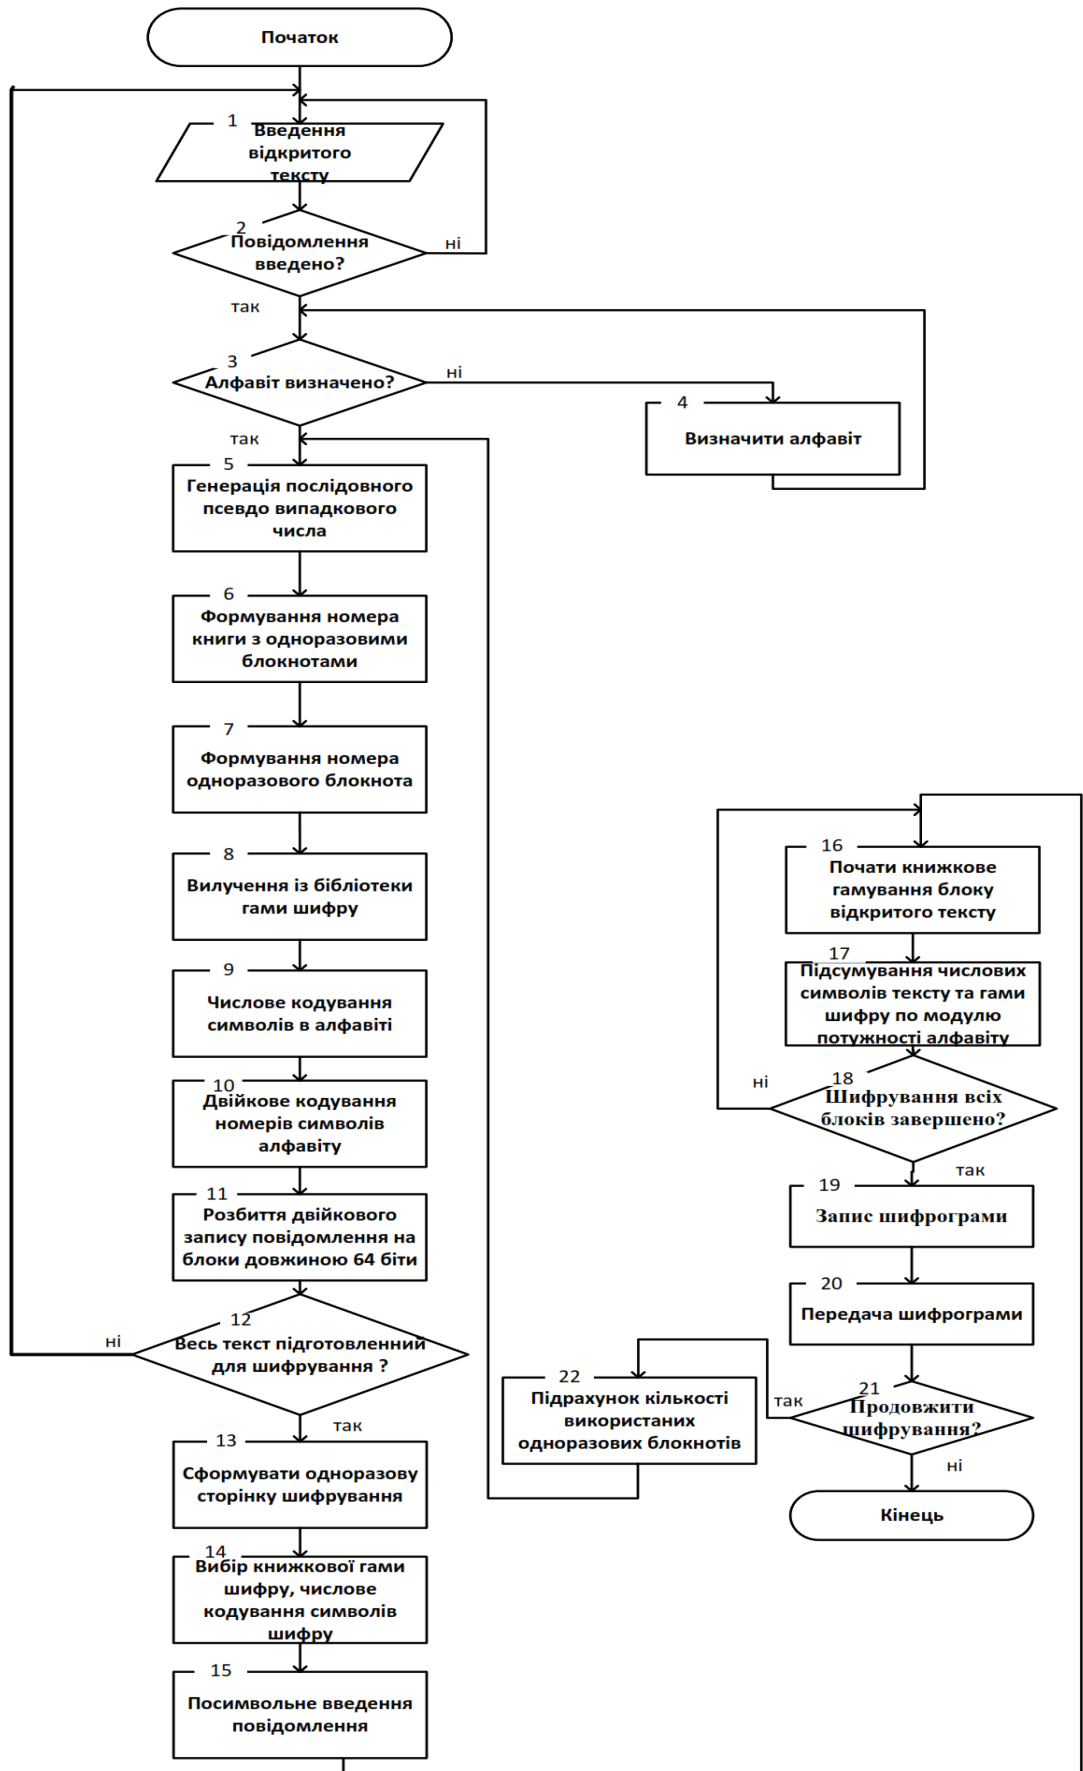 Початок
1
Введення
відкритого
тексту
2
Повідомлення
введено?
ні
так
3
Алфавіт визначено?
ні
4
Визначити алфавіт
так
5
Генерація послідовного
псевдо випадкового
числа
6
Формування номера
книги з одноразовими
блокнотами
7
Формування номера
одноразового блокнота
8
Вилучення із бібліотеки
гами шифру
9
Числове кодування
символів в алфавіті
10
Двійкове кодування
номерів символів
алфавіту
11
Розбиття двійкового
запису повідомлення на
блоки довжиною 64 біти
12
ні
Весь текст підготовленний
для шифрування ?
так
13
Сформувати одноразову
сторінку шифрування
14
Вибір книжкової гами
шифру, числове
кодування символів
шифру
15
Посимвольне введення
повідомлення
16
Почати книжкове
гамування блоку
відкритого тексту
17
Підсумування числових
символів тексту та гами
шифру по модулю
потужності алфавіту
18
ні
Шифрування всіх
блоків завершено?
так
19
Запис шифрограми
20
Передача шифрограми
21
так
Продовжити
шифрування?
ні
22
Підрахунок кількості
використаних
одноразових блокнотів
Кінець